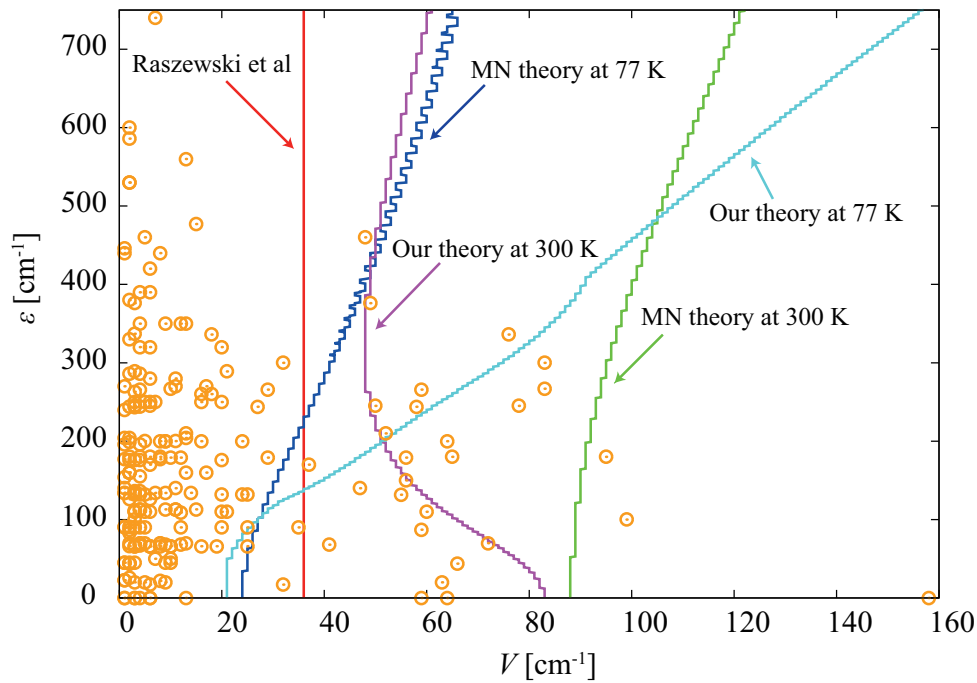 700
600
500
400
300
200
100
0
ε [cm⁻¹]
Raszewski et al
MN theory at 77 K
Our theory at 77 K
Our theory at 300 K
MN theory at 300 K
0 20 40 60 80 100 120 140 160
V [cm⁻¹]